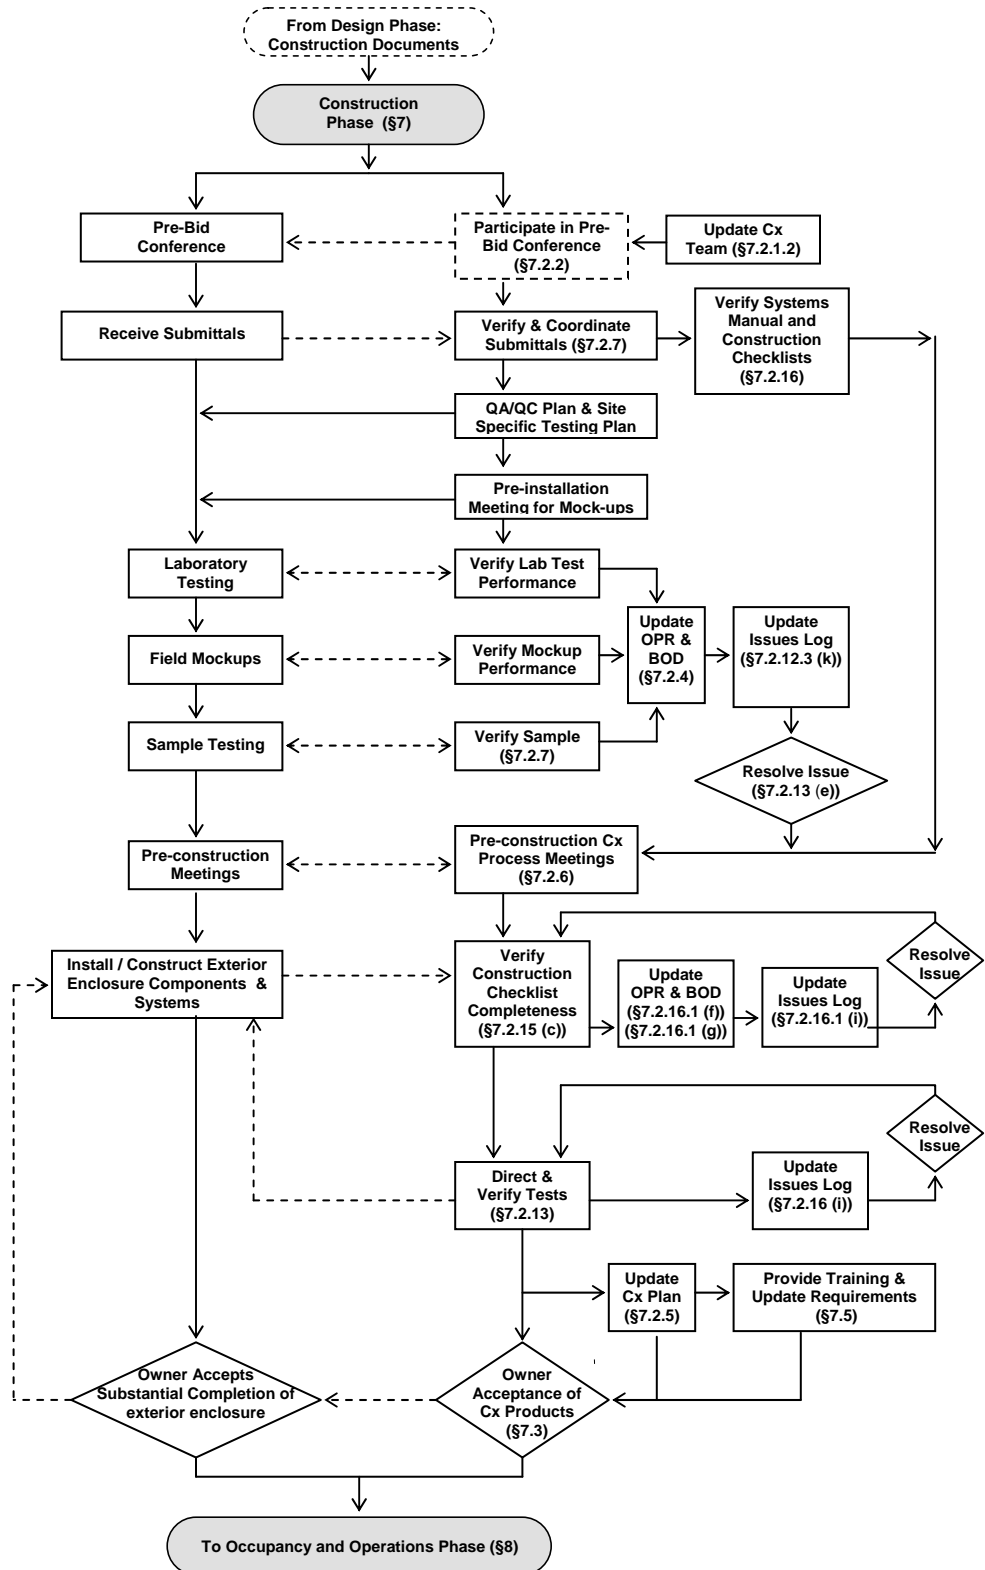 From Design Phase:
Construction Documents
Construction
Phase (§7)
Pre-Bid
Conference
Participate in Pre-
Bid Conference
(§7.2.2)
Update Cx
Team (§7.2.1.2)
Receive Submittals
Verify & Coordinate
Submittals (§7.2.7)
Verify Systems
Manual and
Construction
Checklists
(§7.2.16)
QA/QC Plan & Site
Specific Testing Plan
Pre-installation
Meeting for Mock-ups
Laboratory
Testing
Verify Lab Test
Performance
Field Mockups
Verify Mockup
Performance
Update
OPR &
BOD
(§7.2.4)
Update
Issues Log
(§7.2.12.3 (k))
Sample Testing
Verify Sample
(§7.2.7)
Resolve Issue
(§7.2.13 (e))
Pre-construction
Meetings
Pre-construction Cx
Process Meetings
(§7.2.6)
Install / Construct Exterior
Enclosure Components &
Systems
Verify
Construction
Checklist
Completeness
(§7.2.15 (c))
Update
OPR & BOD
(§7.2.16.1 (f))
(§7.2.16.1 (g))
Update
Issues Log
(§7.2.16.1 (i))
Resolve
Issue
Direct &
Verify Tests
(§7.2.13)
Update
Issues Log
(§7.2.16 (i))
Resolve
Issue
Update
Cx Plan
(§7.2.5)
Provide Training &
Update Requirements
(§7.5)
Owner Accepts
Substantial Completion of
exterior enclosure
Owner
Acceptance of
Cx Products
(§7.3)
To Occupancy and Operations Phase (§8)